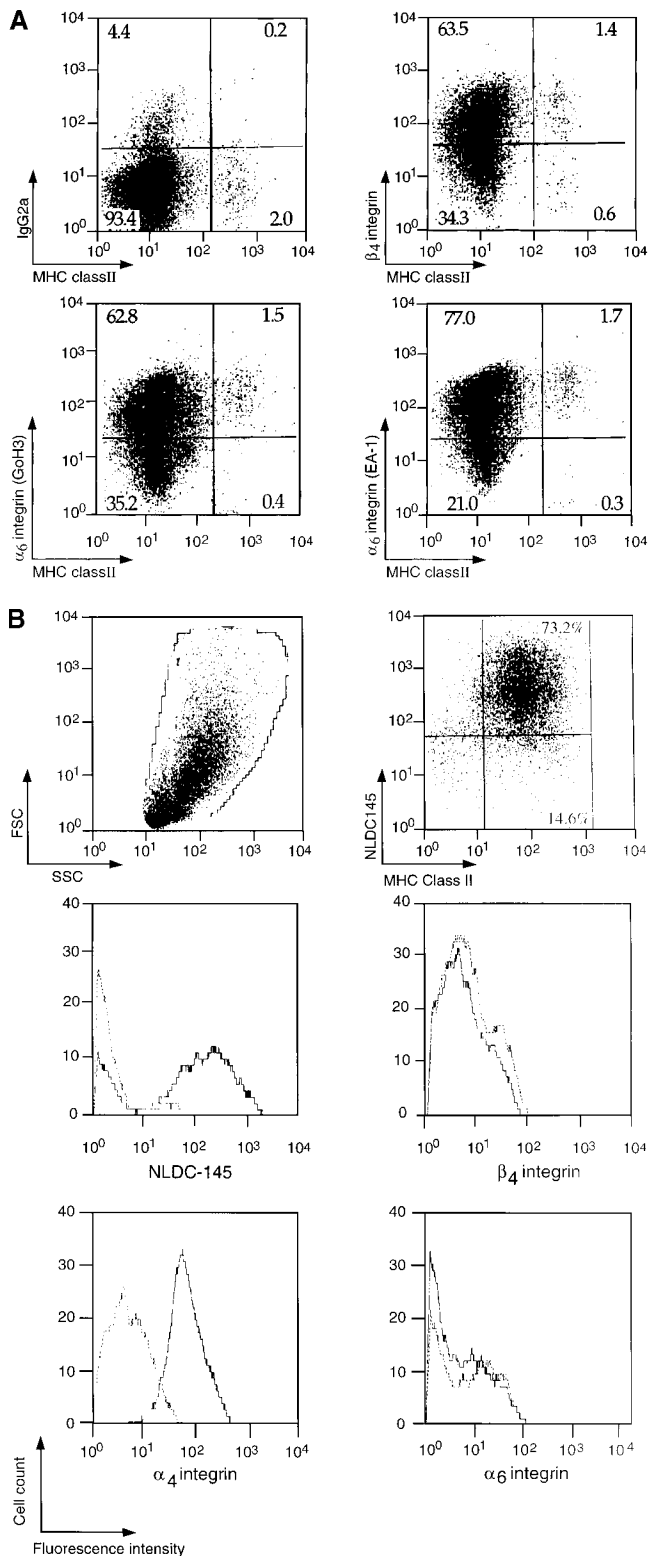 A
4.4 0.2
10⁴
10³
10²
10¹
10⁰
93.4 2.0
10⁰ 10¹ 10² 10³ 10⁴
IgG2a
MHC classII
63.5 1.4
10⁴
10³
10²
10¹
10⁰
34.3 0.6
10⁰ 10¹ 10² 10³ 10⁴
β4 integrin
MHC classII
62.8 1.5
10⁴
10³
10²
10¹
10⁰
35.2 0.4
10⁰ 10¹ 10² 10³ 10⁴
α6 integrin (GoH3)
MHC classII
77.0 1.7
10⁴
10³
10²
10¹
10⁰
21.0 0.3
10⁰ 10¹ 10² 10³ 10⁴
α6 integrin (EA-1)
MHC classII
B
10⁴
10³
10²
10¹
10⁰
10⁰ 10¹ 10² 10³ 10⁴
FSC
SSC
73.2%
10⁴
10³
10²
10¹
10⁰
14.6%
10⁰ 10¹ 10² 10³ 10⁴
NLDC145
MHC Class II
40
30
20
10
0
10⁰ 10¹ 10² 10³ 10⁴
NLDC-145
40
30
20
10
0
10⁰ 10¹ 10² 10³ 10⁴
β4 integrin
40
30
20
10
0
10⁰ 10¹ 10² 10³ 10⁴
α4 integrin
40
30
20
10
0
10⁰ 10¹ 10² 10³ 10⁴
α6 integrin
Cell count
Fluorescence intensity